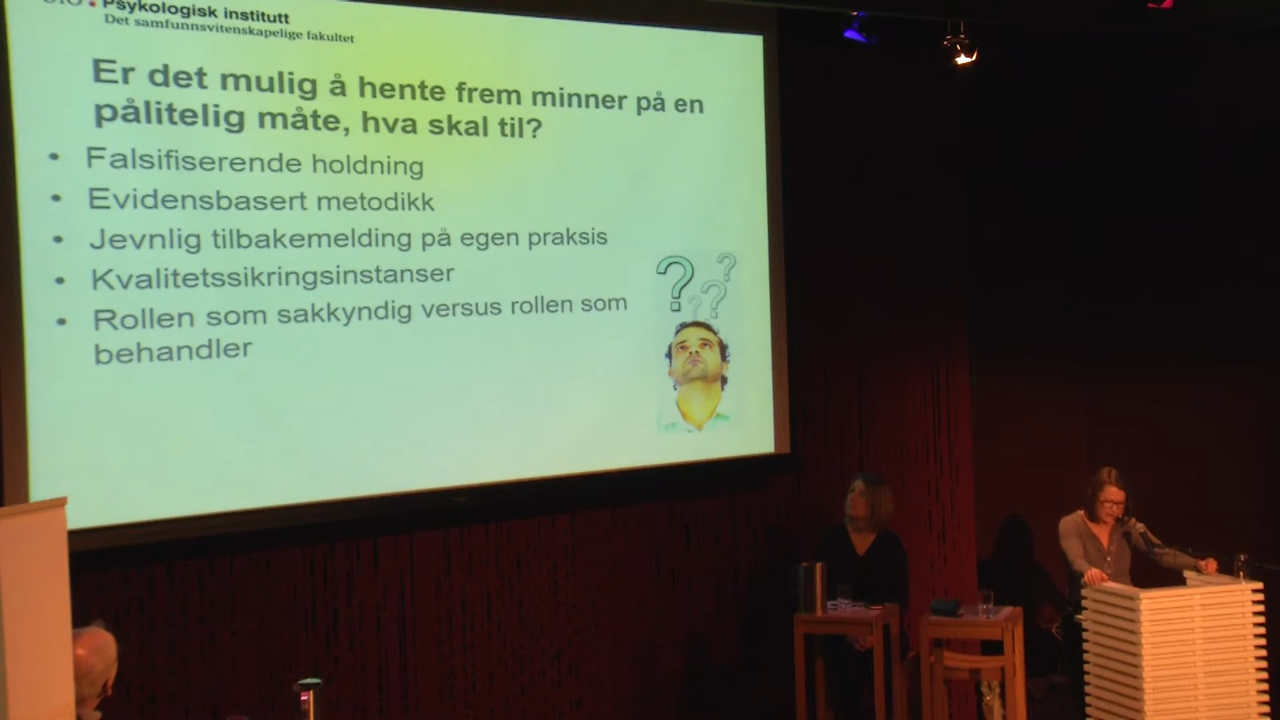 Psykologisk institutt
Det samfunnsvitenskapelige fakultet
Er det mulig å hente frem minner på en
pålitelig måte, hva skal til?
• Falsifiserende holdning
• Evidensbasert metodikk
• Jevnlig tilbakemelding på egen praksis
• Kvalitetssikringsinstanser
• Rollen som sakkyndig versus rollen som
behandler
? ? ? ?